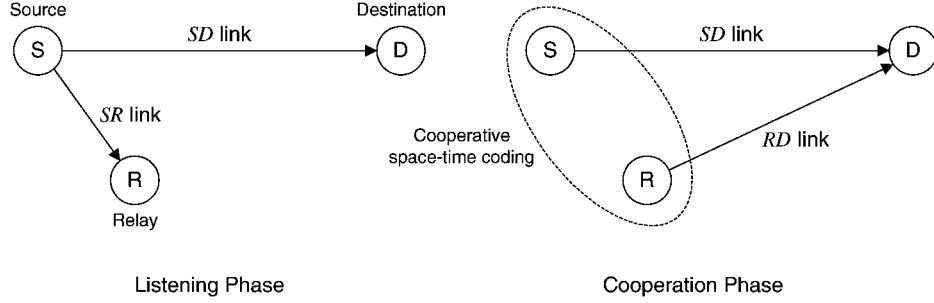 Source
Destination
S
SD link
D
SR link
R
Relay
Listening Phase
S
SD link
D
Cooperative
space-time coding
R
RD link
Cooperation Phase